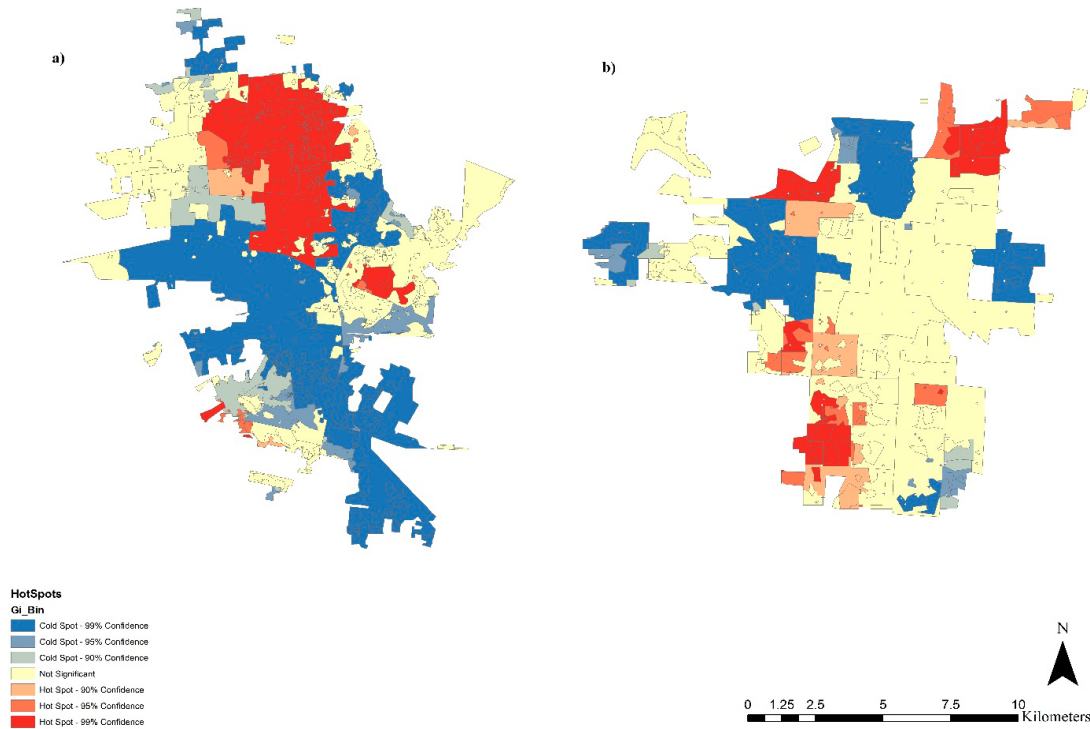 a)
b)
HotSpots
Gi_Bin
Cold Spot - 99% Confidence
Cold Spot - 95% Confidence
Cold Spot - 90% Confidence
Not Significant
Hot Spot - 90% Confidence
Hot Spot - 95% Confidence
Hot Spot - 99% Confidence
N
0 1.25 2.5 5 7.5 10
Kilometers